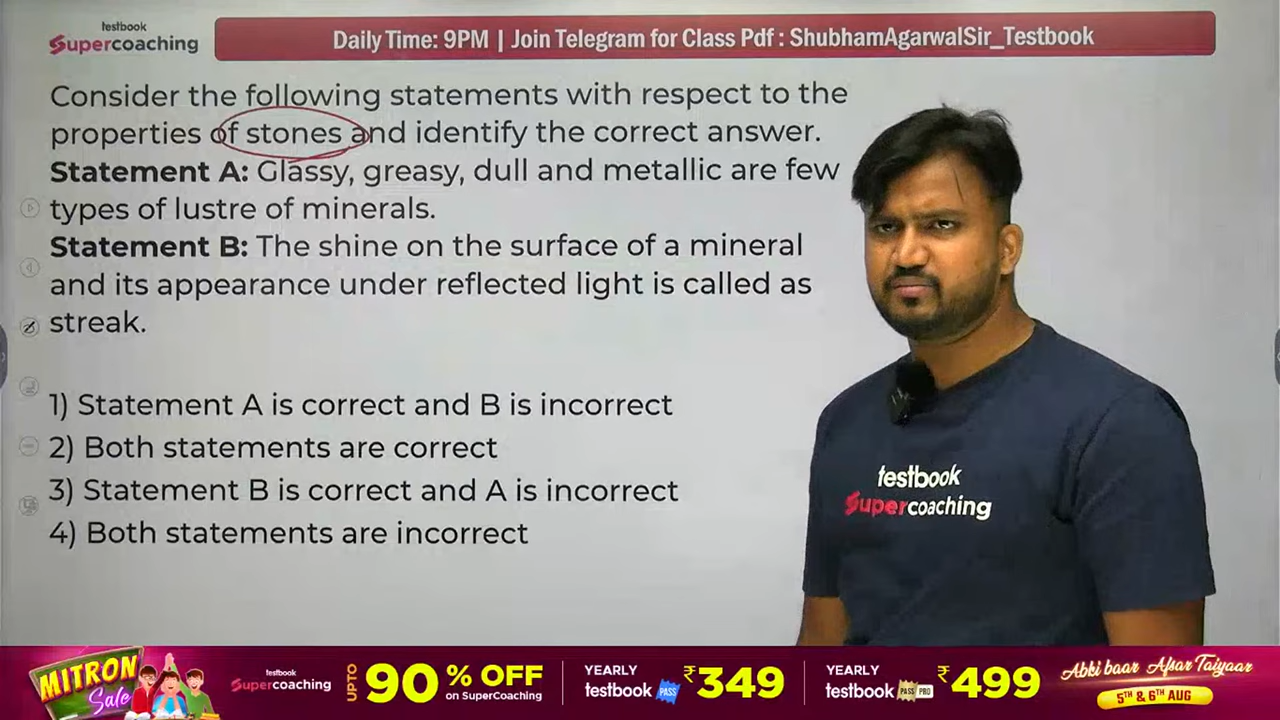 testbook
Supercoaching
Daily Time: 9PM | Join Telegram for Class Pdf : ShubhamAgarwalSir_Testbook
Consider the following statements with respect to the
properties of stones and identify the correct answer.
Statement A: Glassy, greasy, dull and metallic are few
types of lustre of minerals.
Statement B: The shine on the surface of a mineral
and its appearance under reflected light is called as
streak.
1) Statement A is correct and B is incorrect
2) Both statements are correct
3) Statement B is correct and A is incorrect
4) Both statements are incorrect
testbook
Supercoaching
MITRON
Sale
testbook
Supercoaching
UPTO
90% OFF
on SuperCoaching
YEARLY
testbook PASS
₹349
YEARLY
testbook PASS PRO
₹499
Abki baar Afsar Taiyaar
5TH & 6TH AUG